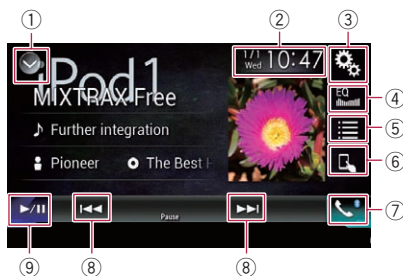 ① ② ③
iPod1
1/1
Wed 10:47
MIXTRAX Free
EQ
④
Further integration
⑤
Pioneer The Best H
⑥
Pause
⑦
⑨ ⑧ ⑧